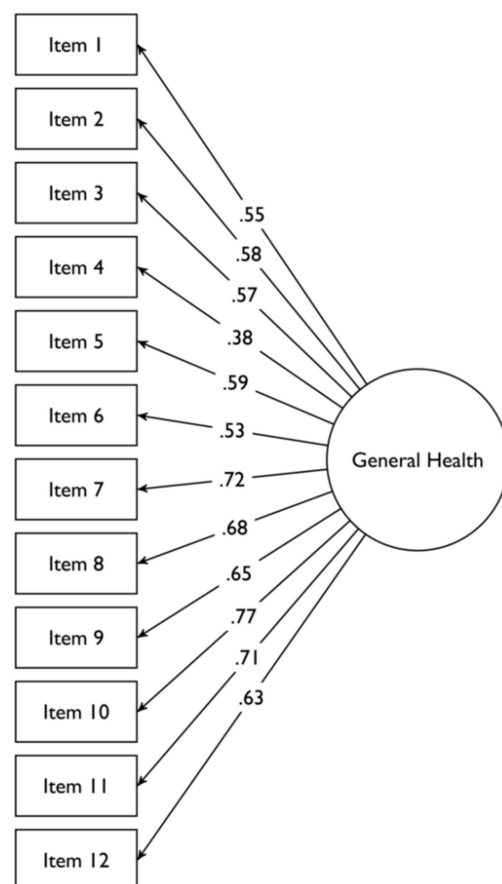 Item 1
Item 2
Item 3
Item 4
Item 5
Item 6
Item 7
Item 8
Item 9
Item 10
Item 11
Item 12
.55
.58
.57
.38
.59
.53
.72
.68
.65
.77
.71
.63
General Health